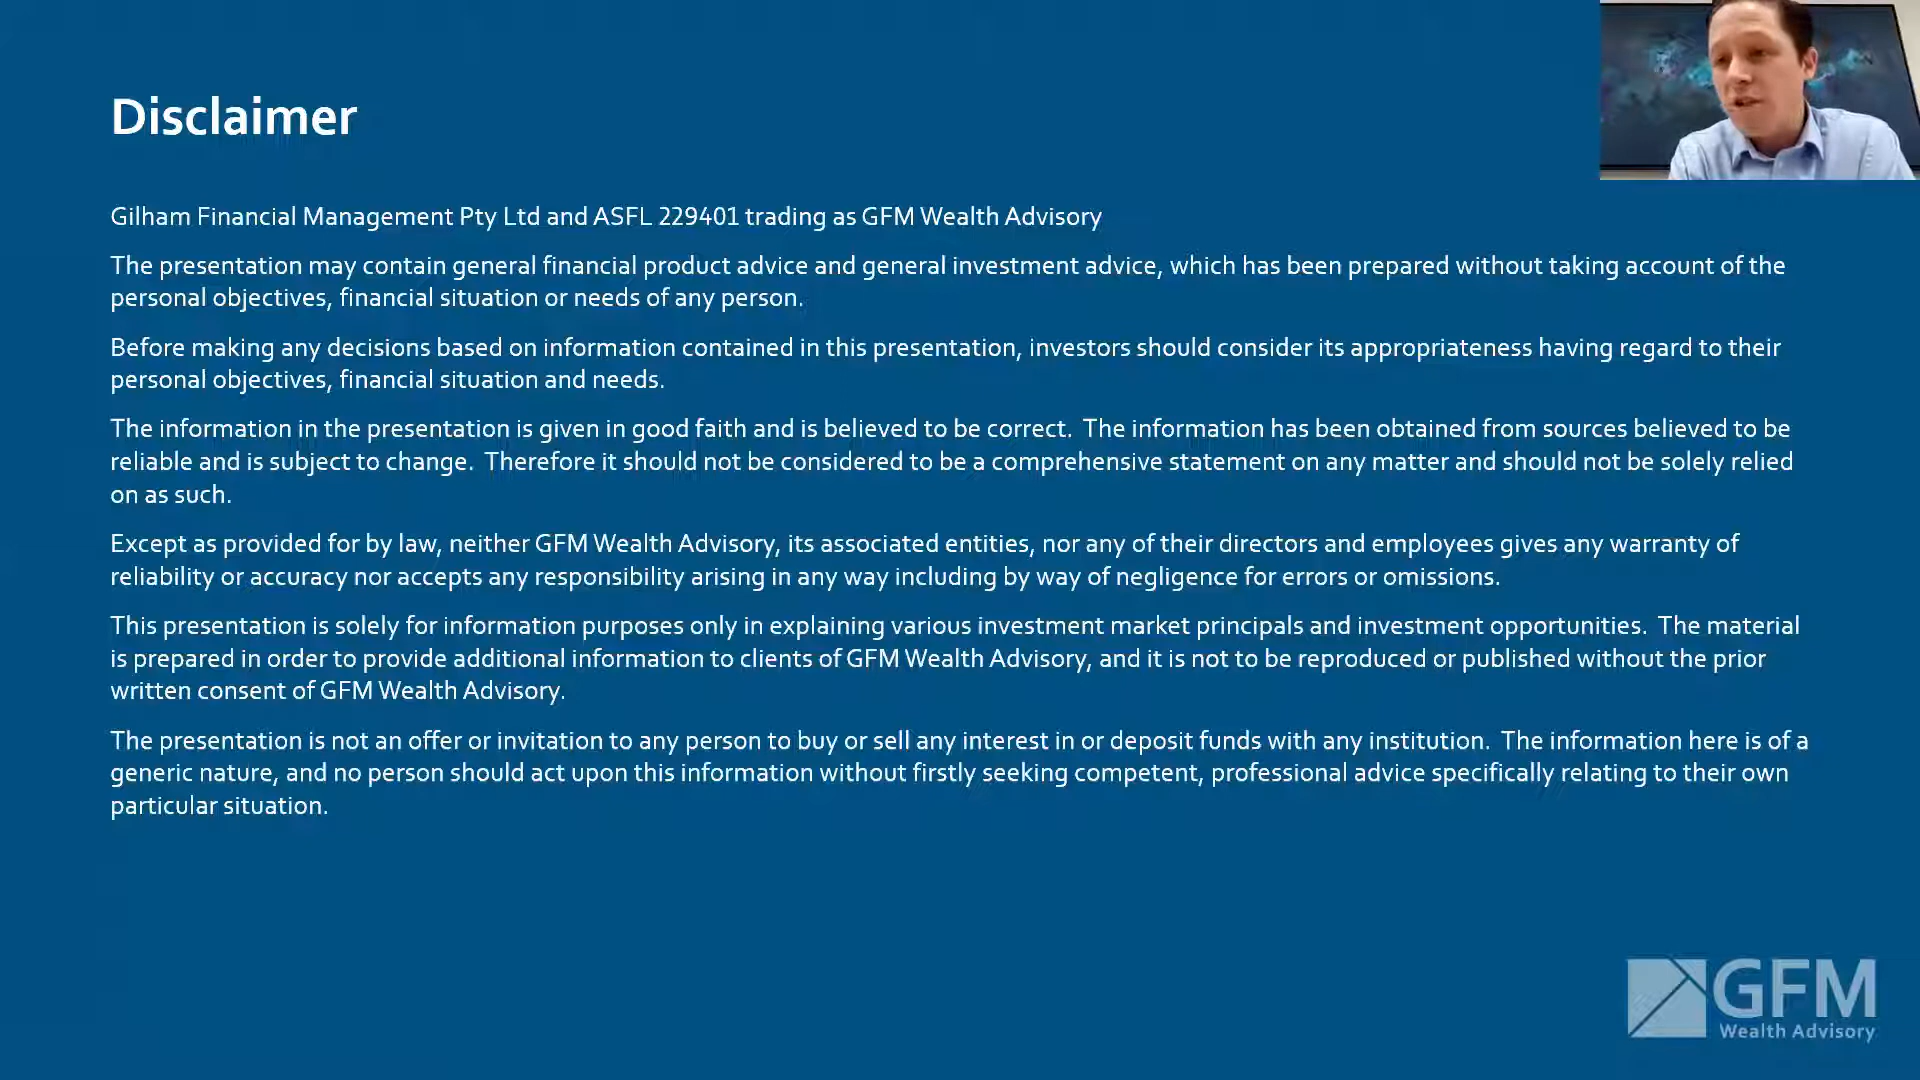 Disclaimer
Gilham Financial Management Pty Ltd and ASFL 229401 trading as GFM Wealth Advisory
The presentation may contain general financial product advice and general investment advice, which has been prepared without taking account of the
personal objectives, financial situation or needs of any person.
Before making any decisions based on information contained in this presentation, investors should consider its appropriateness having regard to their
personal objectives, financial situation and needs.
The information in the presentation is given in good faith and is believed to be correct.  The information has been obtained from sources believed to be
reliable and is subject to change.  Therefore it should not be considered to be a comprehensive statement on any matter and should not be solely relied
on as such.
Except as provided for by law, neither GFM Wealth Advisory, its associated entities, nor any of their directors and employees gives any warranty of
reliability or accuracy nor accepts any responsibility arising in any way including by way of negligence for errors or omissions.
This presentation is solely for information purposes only in explaining various investment market principals and investment opportunities.  The material
is prepared in order to provide additional information to clients of GFM Wealth Advisory, and it is not to be reproduced or published without the prior
written consent of GFM Wealth Advisory.
The presentation is not an offer or invitation to any person to buy or sell any interest in or deposit funds with any institution.  The information here is of a
generic nature, and no person should act upon this information without firstly seeking competent, professional advice specifically relating to their own
particular situation.
GFM
Wealth Advisory